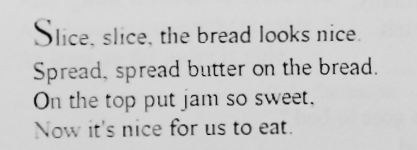 Slice, slice, the bread looks nice.
Spread, spread butter on the bread.
On the top put jam so sweet,
Now it's nice for us to eat.